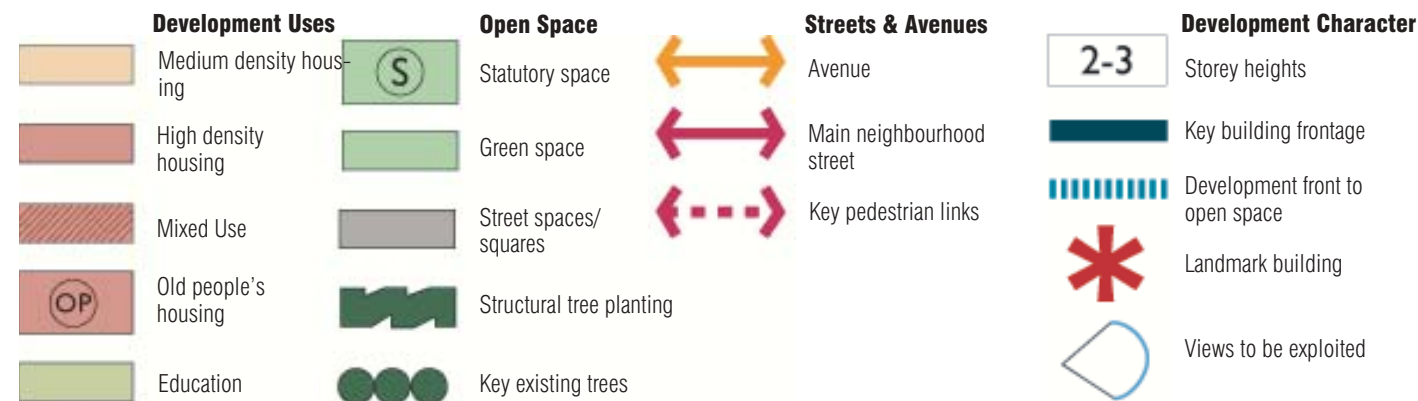 Development Uses
Medium density hous-
ing
High density
housing
Mixed Use
OP
Old people's
housing
Education
Open Space
S
Statutory space
Green space
Street spaces/
squares
Structural tree planting
Key existing trees
Streets & Avenues
Avenue
Main neighbourhood
street
Key pedestrian links
Development Character
2-3
Storey heights
Key building frontage
Development front to
open space
Landmark building
Views to be exploited